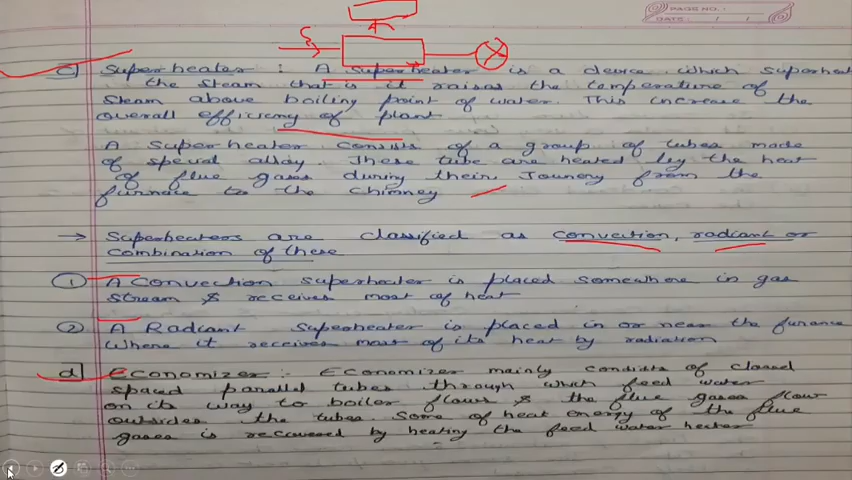 PAGE NO.:
DATE: / /
c) Superheater : A superheater is a device which superheat
the steam that is it raises the temperature of
steam above boiling point of water. This increase the
overall efficiency of plant
A superheater consists of a group of tubes made
of special alloy. These tube are heated by the heat
of flue gases during their Jounery from the
furnace to the chimney
→ Superheaters are classified as convection, radiant or
combination of these
① A Convection superheater is placed somewhere in gas
stream & receives most of heat
② A Radiant superheater is placed in or near the furance
where it receives most of its heat by radiation
d) Economizer :- Economizer mainly consists of closed
spaced parallel tubes through which feed water
on its way to boiler flows & the flue gases flow
outsides the tubes. Some of heat energy of the flue
gases is recovered by heating the feed water heater